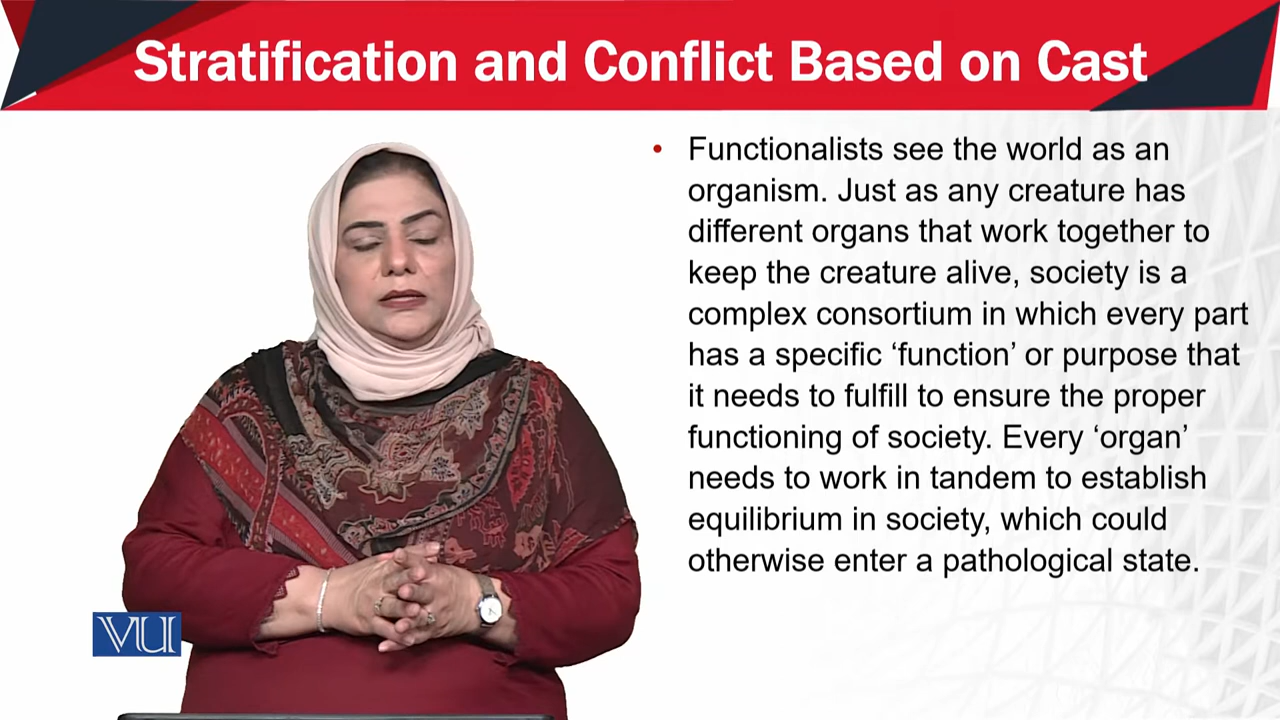 Stratification and Conflict Based on Cast
• Functionalists see the world as an
organism. Just as any creature has
different organs that work together to
keep the creature alive, society is a
complex consortium in which every part
has a specific ‘function’ or purpose that
it needs to fulfill to ensure the proper
functioning of society. Every ‘organ’
needs to work in tandem to establish
equilibrium in society, which could
otherwise enter a pathological state.
VU